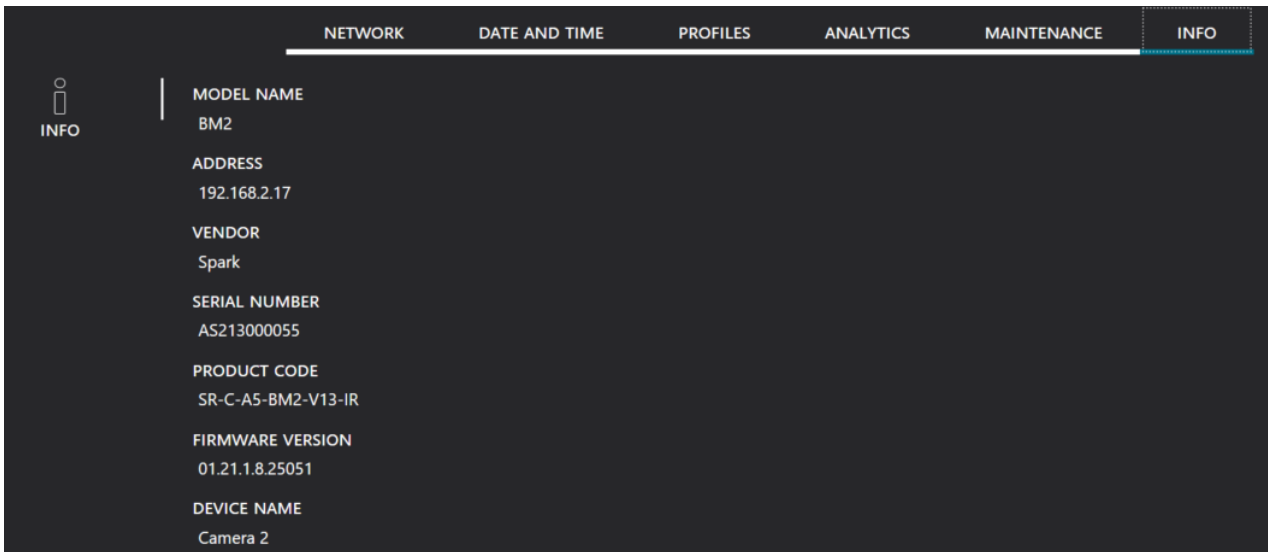 NETWORK DATE AND TIME PROFILES ANALYTICS MAINTENANCE INFO
INFO
MODEL NAME
BM2
ADDRESS
192.168.2.17
VENDOR
Spark
SERIAL NUMBER
AS213000055
PRODUCT CODE
SR-C-A5-BM2-V13-IR
FIRMWARE VERSION
01.21.1.8.25051
DEVICE NAME
Camera 2